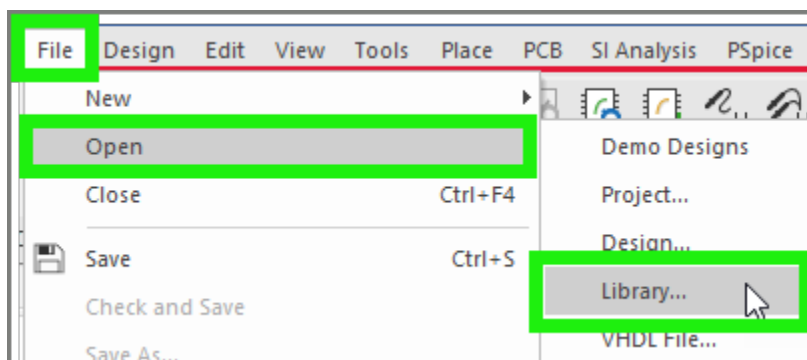 File Design Edit View Tools Place PCB SI Analysis PSpice
New
Open
Demo Designs
Close Ctrl+F4
Project...
Design...
Save Ctrl+S
Library...
Check and Save
VHDL File...
Save As...